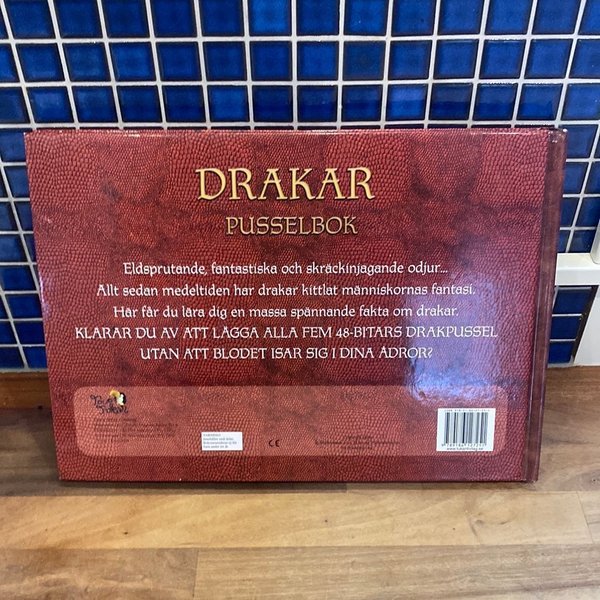 DRAKAR
PUSSELBOK
Eldsprutande, fantastiska och skräckinjagande odjur...
Allt sedan medeltiden har drakar kittlat människornas fantasi.
Här får du lära dig en massa spännande fakta om drakar.
KLARAR DU AV ATT LÄGGA ALLA FEM 48-BITARS DRAKPUSSEL
UTAN ATT BLODET ISAR SIG I DINA ÅDROR?
CE